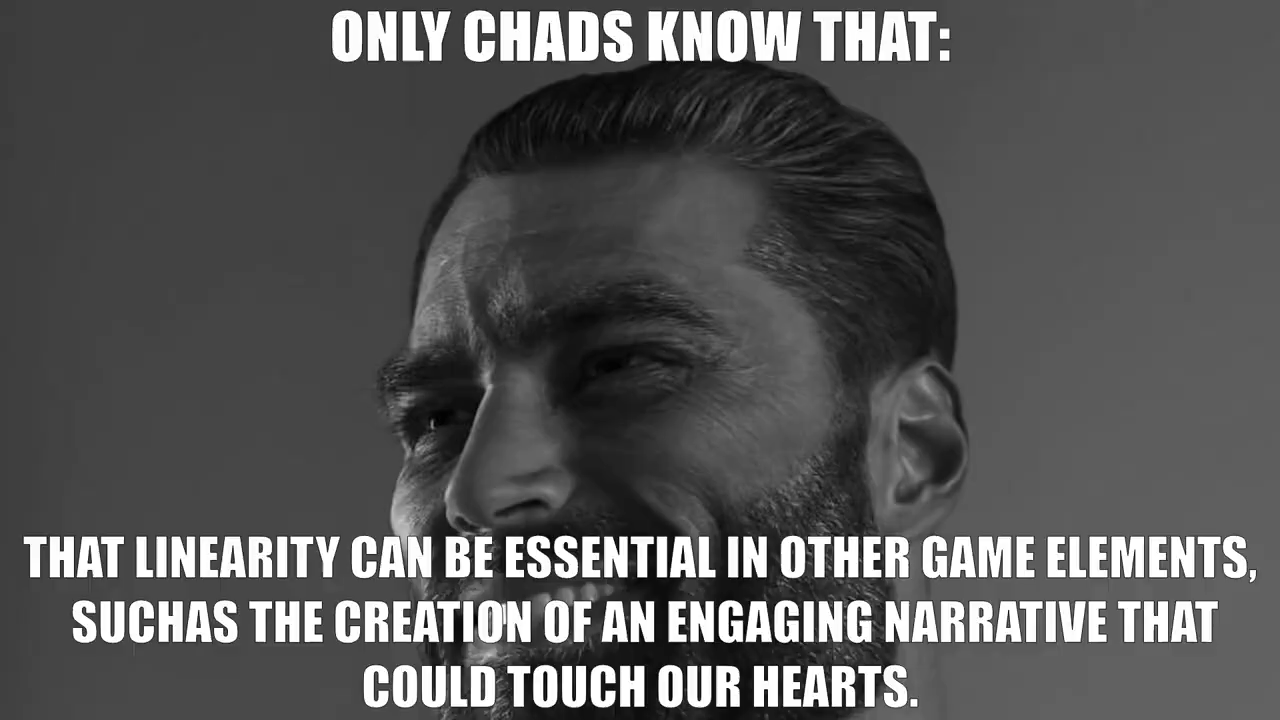 ONLY CHADS KNOW THAT:
THAT LINEARITY CAN BE ESSENTIAL IN OTHER GAME ELEMENTS,
SUCHAS THE CREATION OF AN ENGAGING NARRATIVE THAT
COULD TOUCH OUR HEARTS.